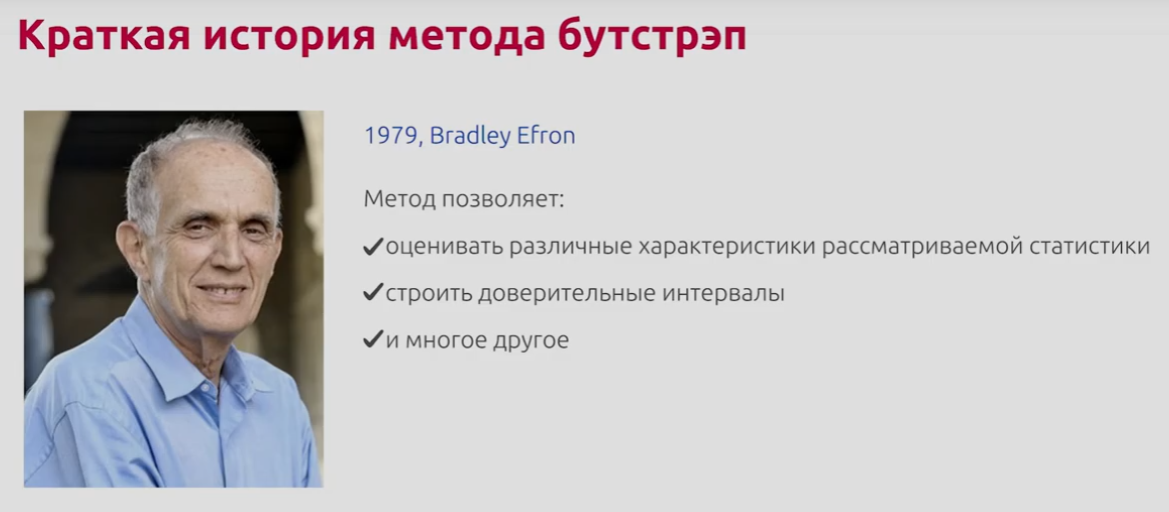 Краткая история метода бутстрэп
1979, Bradley Efron
Метод позволяет:
✔оценивать различные характеристики рассматриваемой статистики
✔строить доверительные интервалы
✔и многое другое